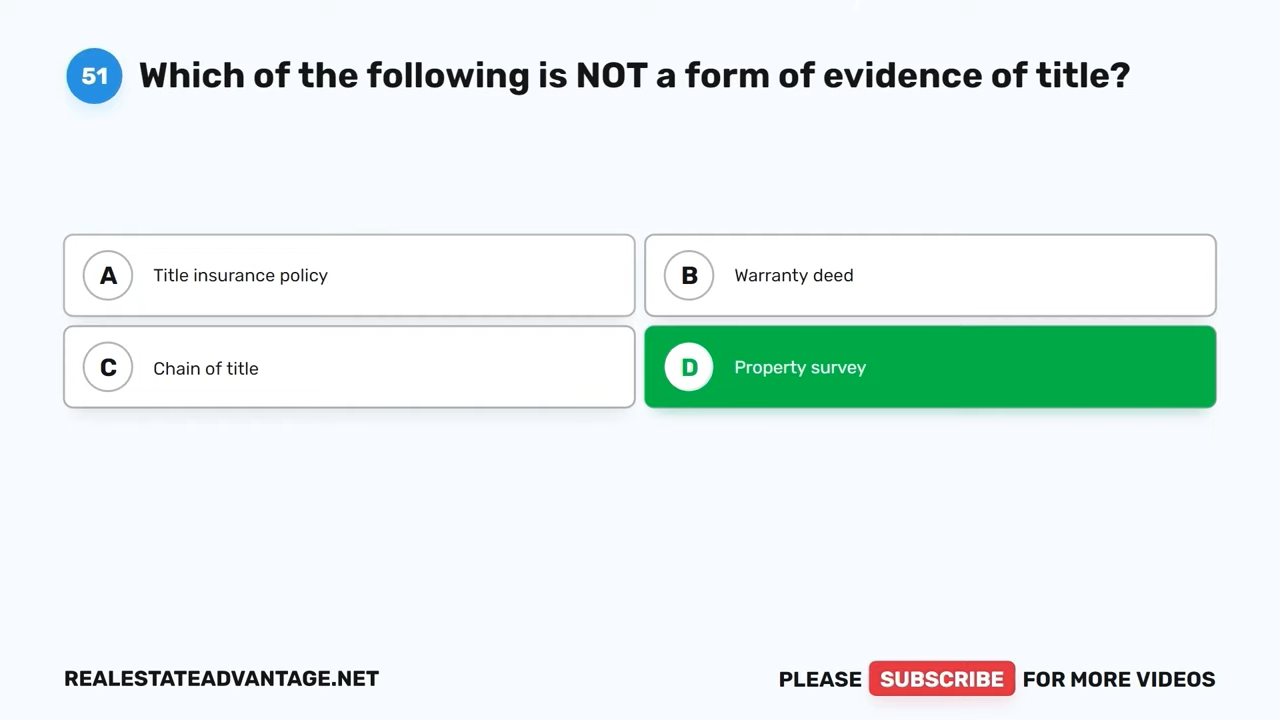 51 Which of the following is NOT a form of evidence of title?
A Title insurance policy
B Warranty deed
C Chain of title
D Property survey
REALESTATEADVANTAGE.NET
PLEASE SUBSCRIBE FOR MORE VIDEOS